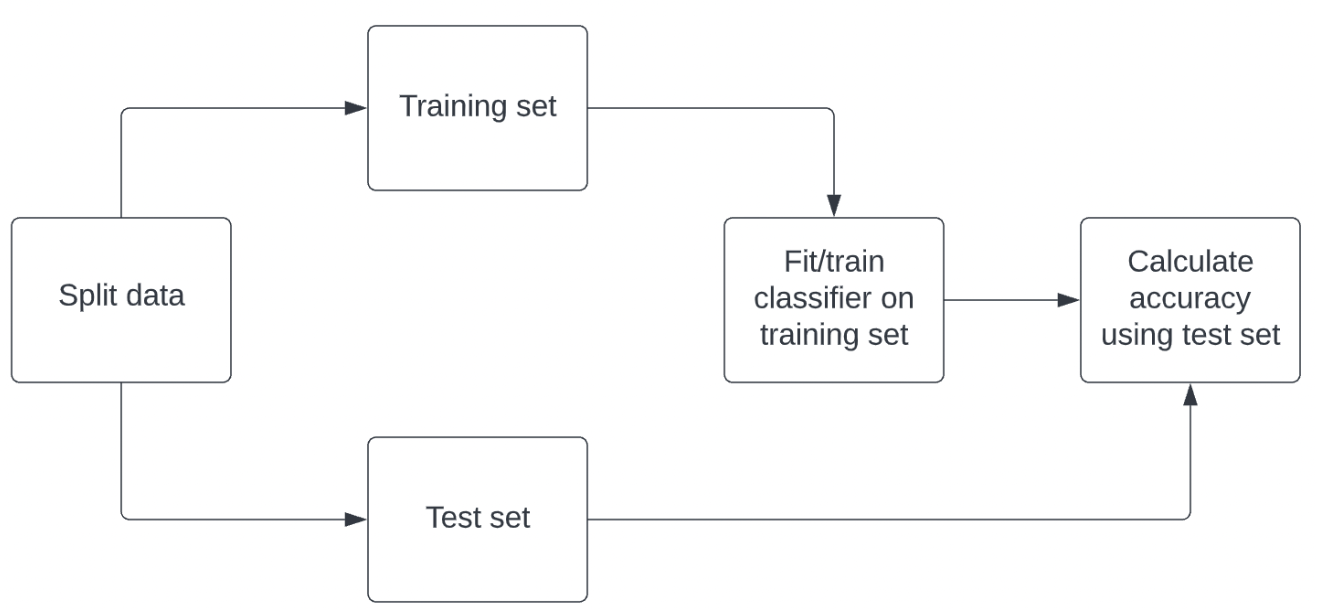 Training set
Split data
Fit/train
classifier on
training set
Calculate
accuracy
using test set
Test set